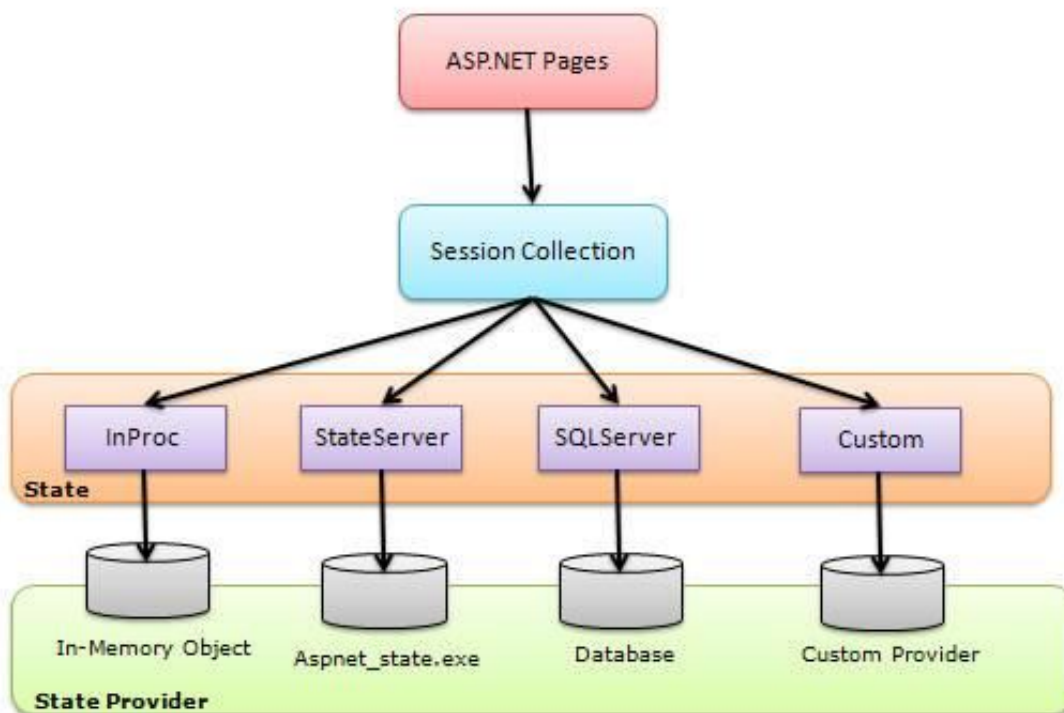 ASP.NET Pages
Session Collection
InProc
StateServer
SQLServer
Custom
State
In-Memory Object
Aspnet_state.exe
Database
Custom Provider
State Provider